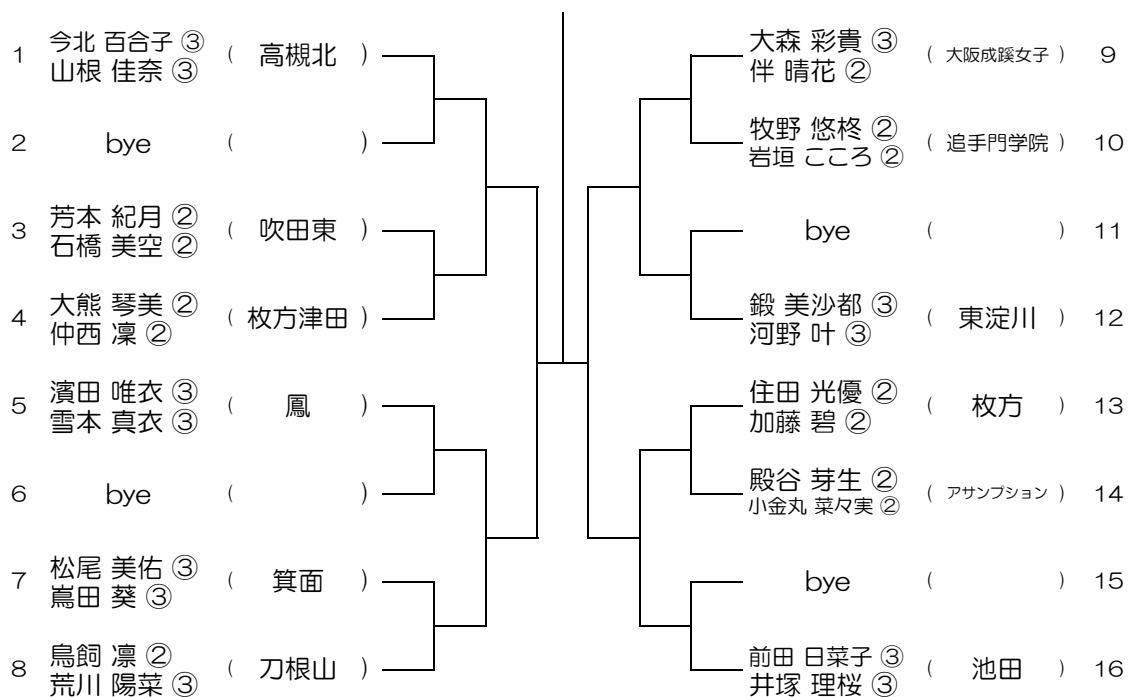 1 今北 百合子 ③ ( 高槻北 )
山根 佳奈 ③
2 bye ( )
3 芳本 紀月 ② ( 吹田東 )
石橋 美空 ②
4 大熊 琴美 ② ( 枚方津田 )
仲西 凜 ②
5 濱田 唯衣 ③ ( 鳳 )
雪本 真衣 ③
6 bye ( )
7 松尾 美佑 ③ ( 箕面 )
嶌田 葵 ③
8 鳥飼 凛 ② ( 刀根山 )
荒川 陽菜 ③
大森 彩貴 ③ ( 大阪成蹊女子 ) 9
伴 晴花 ②
牧野 悠柊 ② ( 追手門学院 ) 10
岩垣 こころ ②
bye ( ) 11
鍛 美沙都 ③ ( 東淀川 ) 12
河野 叶 ③
住田 光優 ② ( 枚方 ) 13
加藤 碧 ②
殿谷 芽生 ② ( アサンプション ) 14
小金丸 菜々実 ②
bye ( ) 15
前田 日菜子 ③ ( 池田 ) 16
井塚 理桜 ③